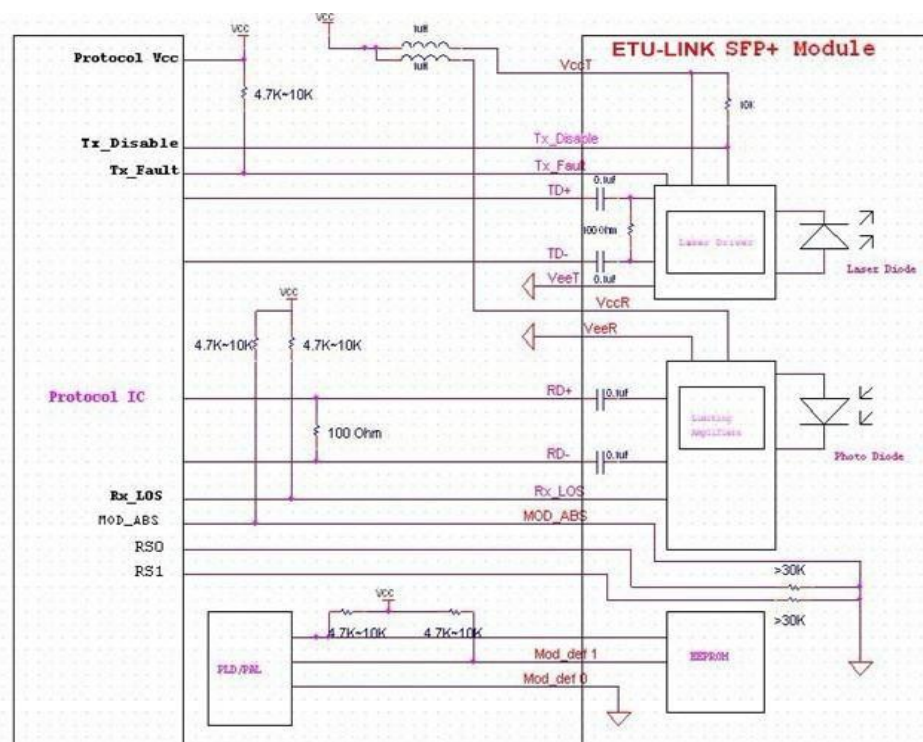 Vcc
Vcc
1uH
ETU-LINK SFP+ Module
Protocol Vcc
1uH
VccT
4.7K~10K
10K
Tx_Disable
Tx_Disable
Tx_Fault
Tx_Fault
0.1uf
TD+
100 Ohm
Laser Driver
TD-
Laser Diode
VeeT
0.1uf
VCC
VccR
VeeR
4.7K~10K
4.7K~10K
Protocol IC
RD+
0.1uf
Limiting
Amplifiers
100 Ohm
RD-
0.1uf
Photo Diode
Rx_LOS
Rx_LOS
MOD_ABS
MOD_ABS
RS0
RS1
>30K
VCC
>30K
4.7K~10K
4.7K~10K
Mod_def 1
PLD/PAL
EEPROM
Mod_def 0